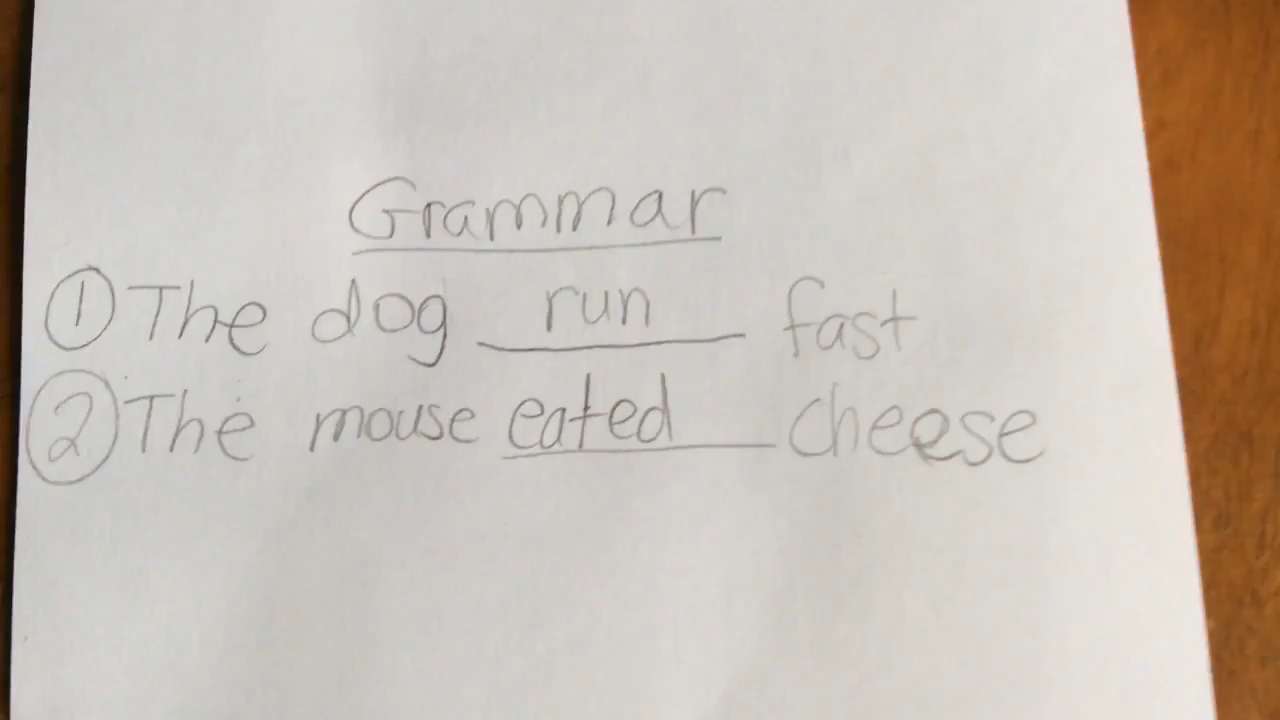 Grammar
① The dog run fast
② The mouse eated cheese